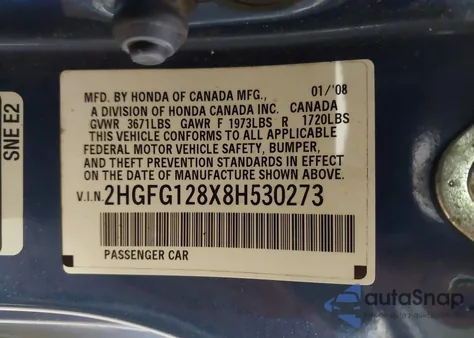 SNE E2
MFD. BY HONDA OF CANADA MFG., 01/'08
A DIVISION OF HONDA CANADA INC. CANADA
GVWR 3671LBS GAWR F 1973LBS R 1720LBS
THIS VEHICLE CONFORMS TO ALL APPLICABLE
FEDERAL MOTOR VEHICLE SAFETY, BUMPER,
AND THEFT PREVENTION STANDARDS IN EFFECT
ON THE DATE OF MANUFACTURE SHOWN ABOVE.
V.I.N. 2HGFG128X8H530273
PASSENGER CAR
autaSnap